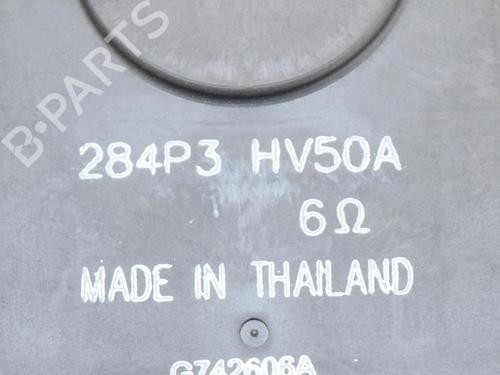 B-PARTS
284P3 HV50A
6Ω
MADE IN THAILAND
G742606A